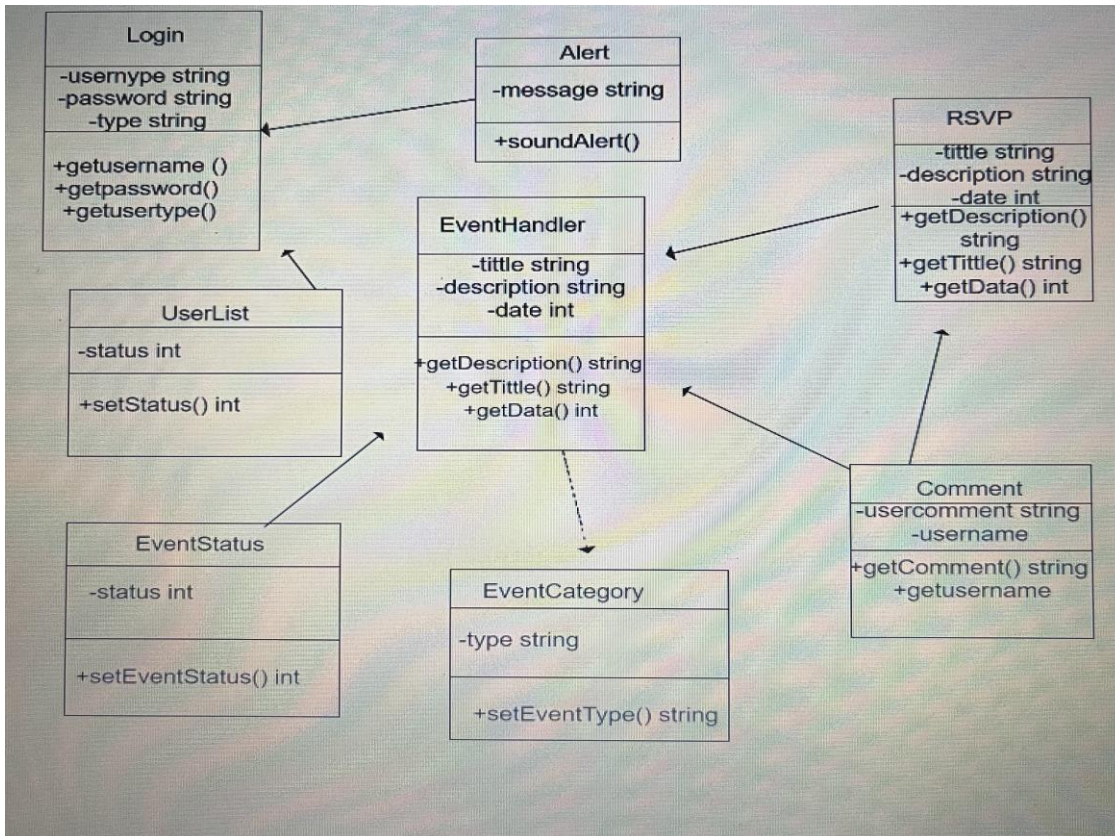 Login
-usernype string
-password string
-type string
+getusername ()
+getpassword()
+getusertype()
Alert
-message string
+soundAlert()
RSVP
-tittle string
-description string
-date int
+getDescription()
string
+getTittle() string
+getData() int
EventHandler
-tittle string
-description string
-date int
+getDescription() string
+getTittle() string
+getData() int
UserList
-status int
+setStatus() int
EventStatus
-status int
+setEventStatus() int
EventCategory
-type string
+setEventType() string
Comment
-usercomment string
-username
+getComment() string
+getusername